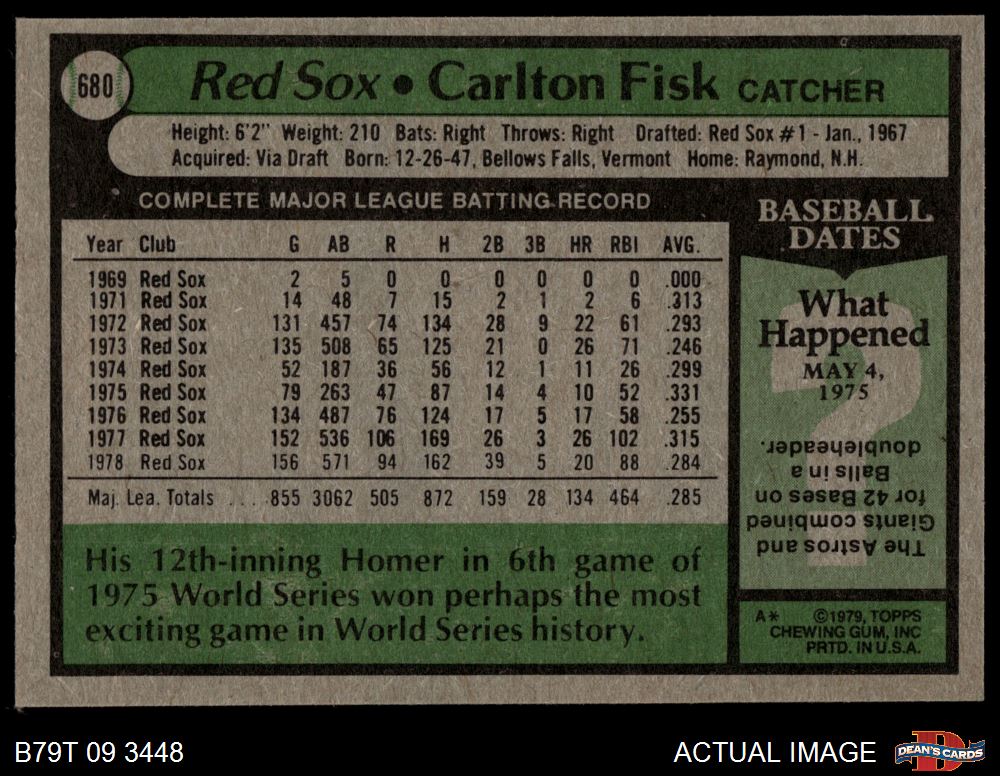 680
Red Sox • Carlton Fisk CATCHER
Height: 6'2" Weight: 210 Bats: Right Throws: Right Drafted: Red Sox #1 - Jan., 1967
Acquired: Via Draft Born: 12-26-47, Bellows Falls, Vermont Home: Raymond, N.H.
COMPLETE MAJOR LEAGUE BATTING RECORD
Year Club G AB R H 2B 3B HR RBI AVG.
1969 Red Sox 2 5 0 0 0 0 0 0 .000
1971 Red Sox 14 48 7 15 2 1 2 6 .313
1972 Red Sox 131 457 74 134 28 9 22 61 .293
1973 Red Sox 135 508 65 125 21 0 26 71 .246
1974 Red Sox 52 187 36 56 12 1 11 26 .299
1975 Red Sox 79 263 47 87 14 4 10 52 .331
1976 Red Sox 134 487 76 124 17 5 17 58 .255
1977 Red Sox 152 536 106 169 26 3 26 102 .315
1978 Red Sox 156 571 94 162 39 5 20 88 .284
Maj. Lea. Totals . . . . 855 3062 505 872 159 28 134 464 .285
His 12th-inning Homer in 6th game of
1975 World Series won perhaps the most
exciting game in World Series history.
BASEBALL
DATES
What
Happened
MAY 4,
1975
?
The Astros and
Giants combined
for 42 Bases on
Balls in a
doubleheader.
A* ©1979, TOPPS
CHEWING GUM, INC
PRTD. IN U.S.A.
B79T 09 3448
ACTUAL IMAGE
D
DEAN'S CARDS